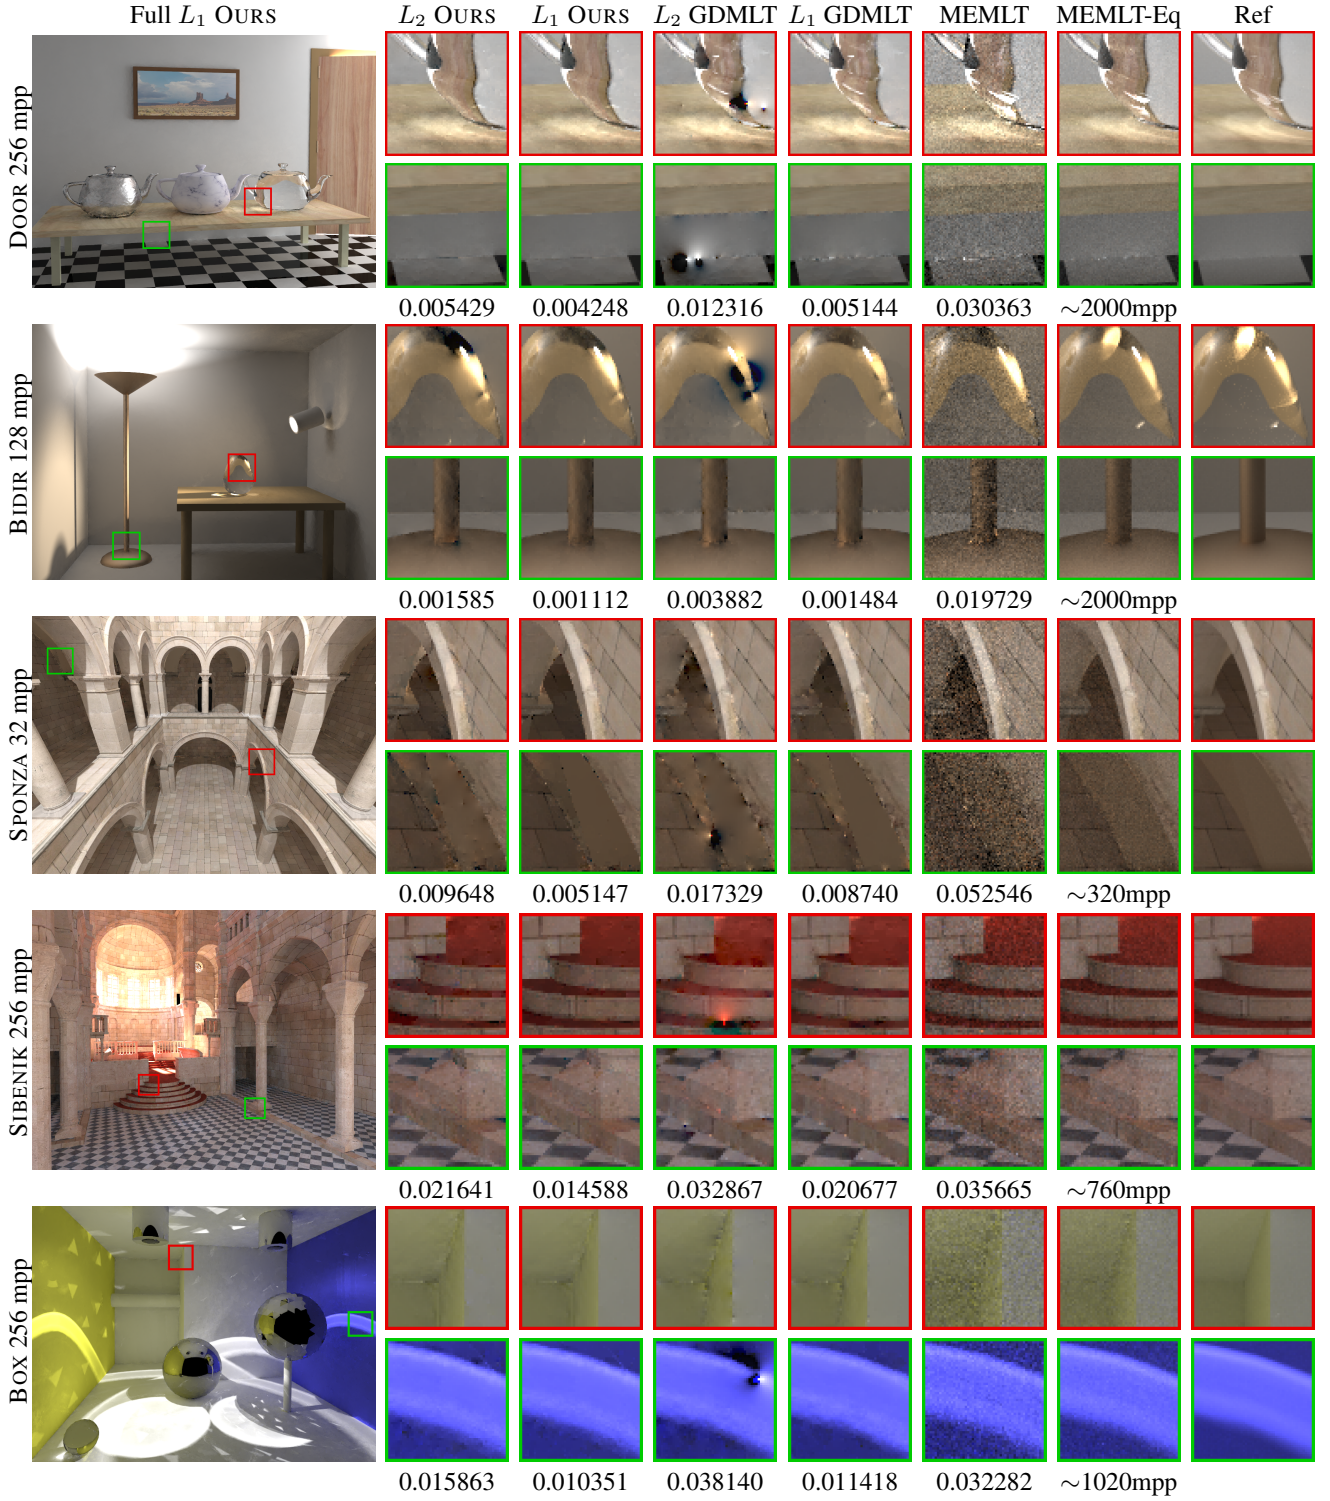 Full L₁ OURS L₂ OURS L₁ OURS L₂ GDMLT L₁ GDMLT MEMLT MEMLT-Eq Ref
DOOR 256 mpp
0.005429 0.004248 0.012316 0.005144 0.030363 ~2000mpp
BIDIR 128 mpp
0.001585 0.001112 0.003882 0.001484 0.019729 ~2000mpp
SPONZA 32 mpp
0.009648 0.005147 0.017329 0.008740 0.052546 ~320mpp
SIBENIK 256 mpp
0.021641 0.014588 0.032867 0.020677 0.035665 ~760mpp
BOX 256 mpp
0.015863 0.010351 0.038140 0.011418 0.032282 ~1020mpp